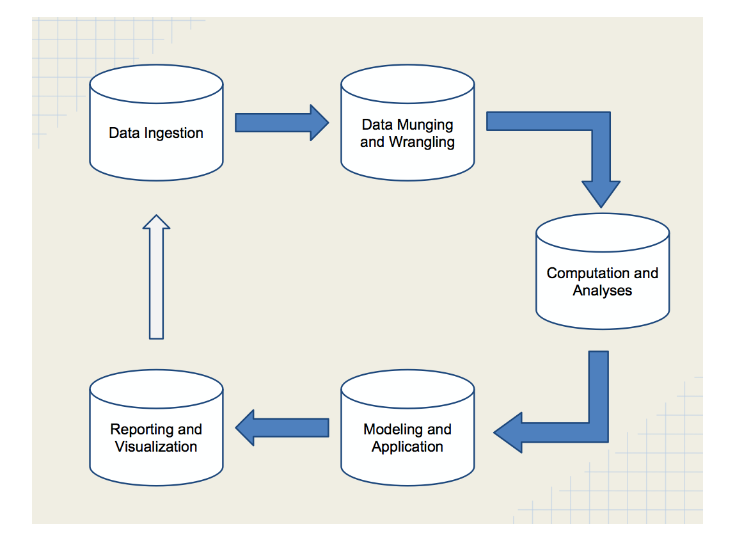 Data Ingestion
Data Munging
and Wrangling
Computation and
Analyses
Modeling and
Application
Reporting and
Visualization